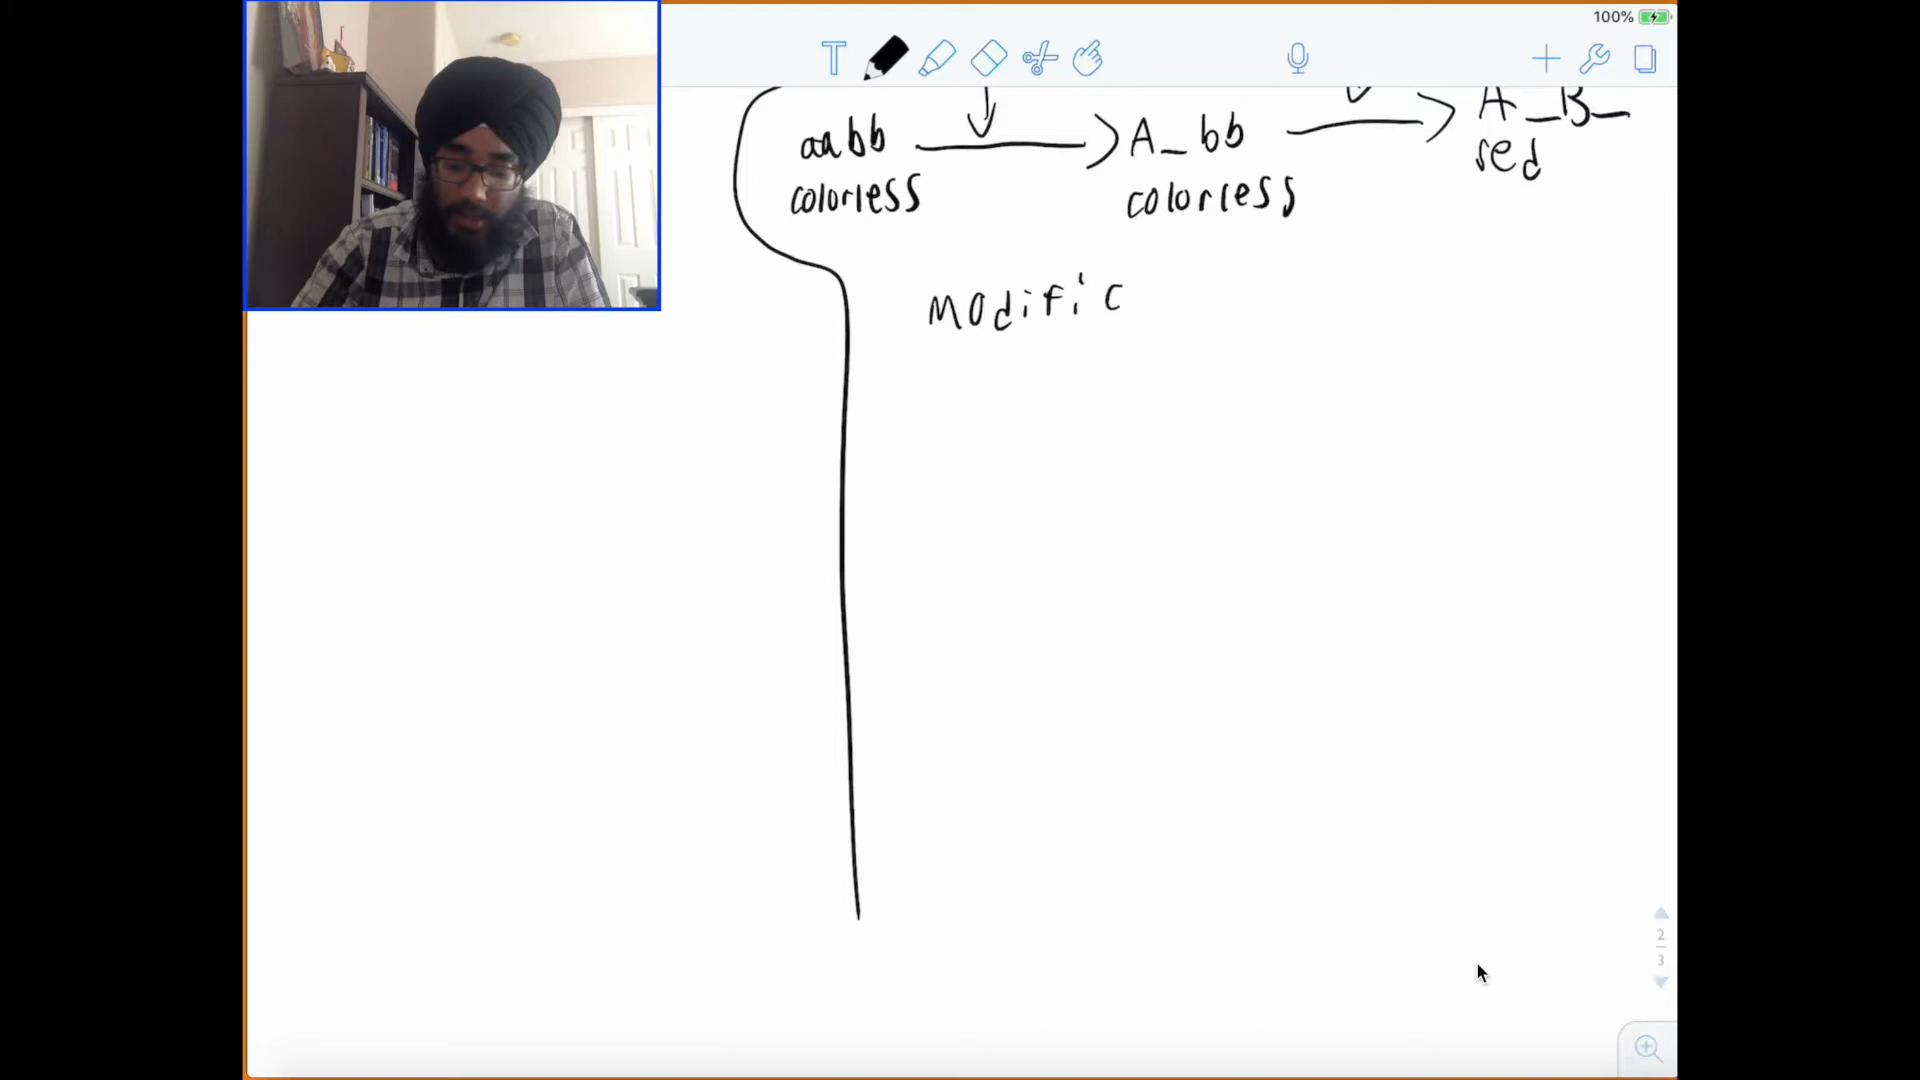 100%
T
A_B_
aabb A_bb red
colorless colorless
modific
2
3